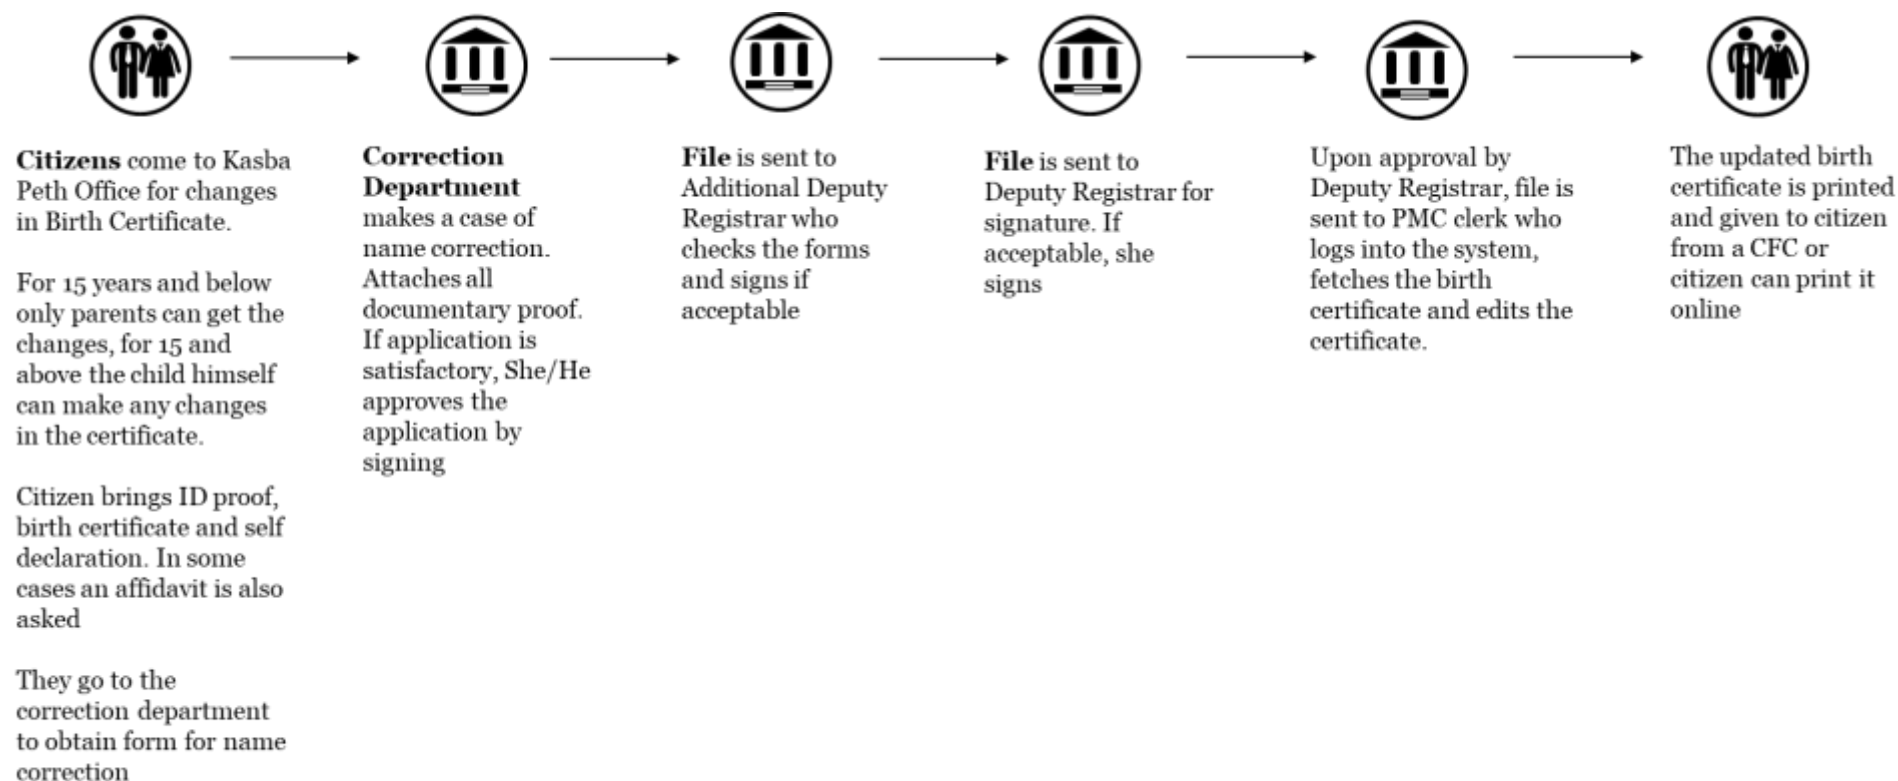 Citizens come to Kasba
Peth Office for changes
in Birth Certificate.
For 15 years and below
only parents can get the
changes, for 15 and
above the child himself
can make any changes
in the certificate.
Citizen brings ID proof,
birth certificate and self
declaration. In some
cases an affidavit is also
asked
They go to the
correction department
to obtain form for name
correction
Correction
Department
makes a case of
name correction.
Attaches all
documentary proof.
If application is
satisfactory, She/He
approves the
application by
signing
File is sent to
Additional Deputy
Registrar who
checks the forms
and signs if
acceptable
File is sent to
Deputy Registrar for
signature. If
acceptable, she
signs
Upon approval by
Deputy Registrar, file is
sent to PMC clerk who
logs into the system,
fetches the birth
certificate and edits the
certificate.
The updated birth
certificate is printed
and given to citizen
from a CFC or
citizen can print it
online